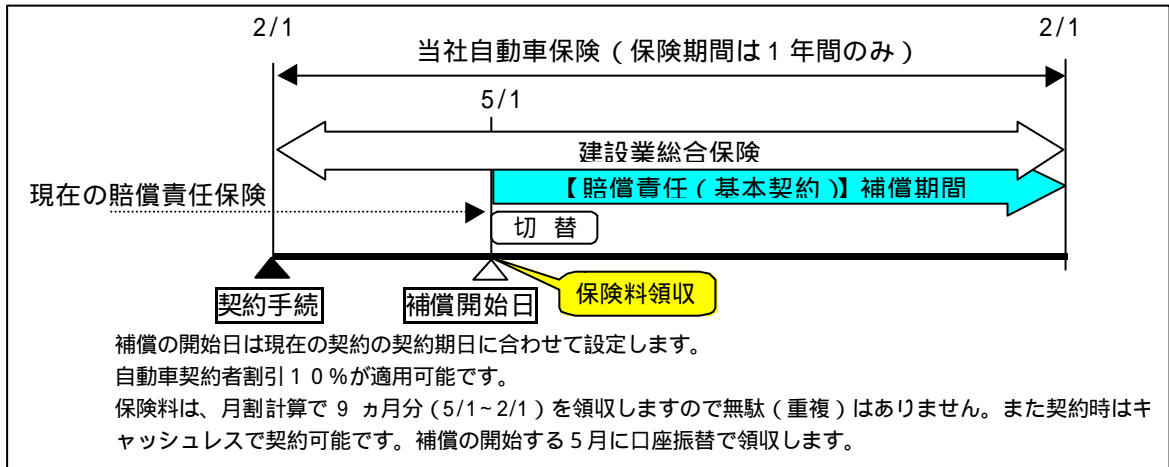 2/1
2/1
当社自動車保険（保険期間は１年間のみ）
5/1
建設業総合保険
現在の賠償責任保険
【賠償責任（基本契約）】補償期間
切　替
保険料領収
契約手続
補償開始日
補償の開始日は現在の契約の契約期日に合わせて設定します。
自動車契約者割引１０％が適用可能です。
保険料は、月割計算で 9 ヵ月分（5/1~2/1）を領収しますので無駄（重複）はありません。また契約時はキ
ャッシュレスで契約可能です。補償の開始する５月に口座振替で領収します。